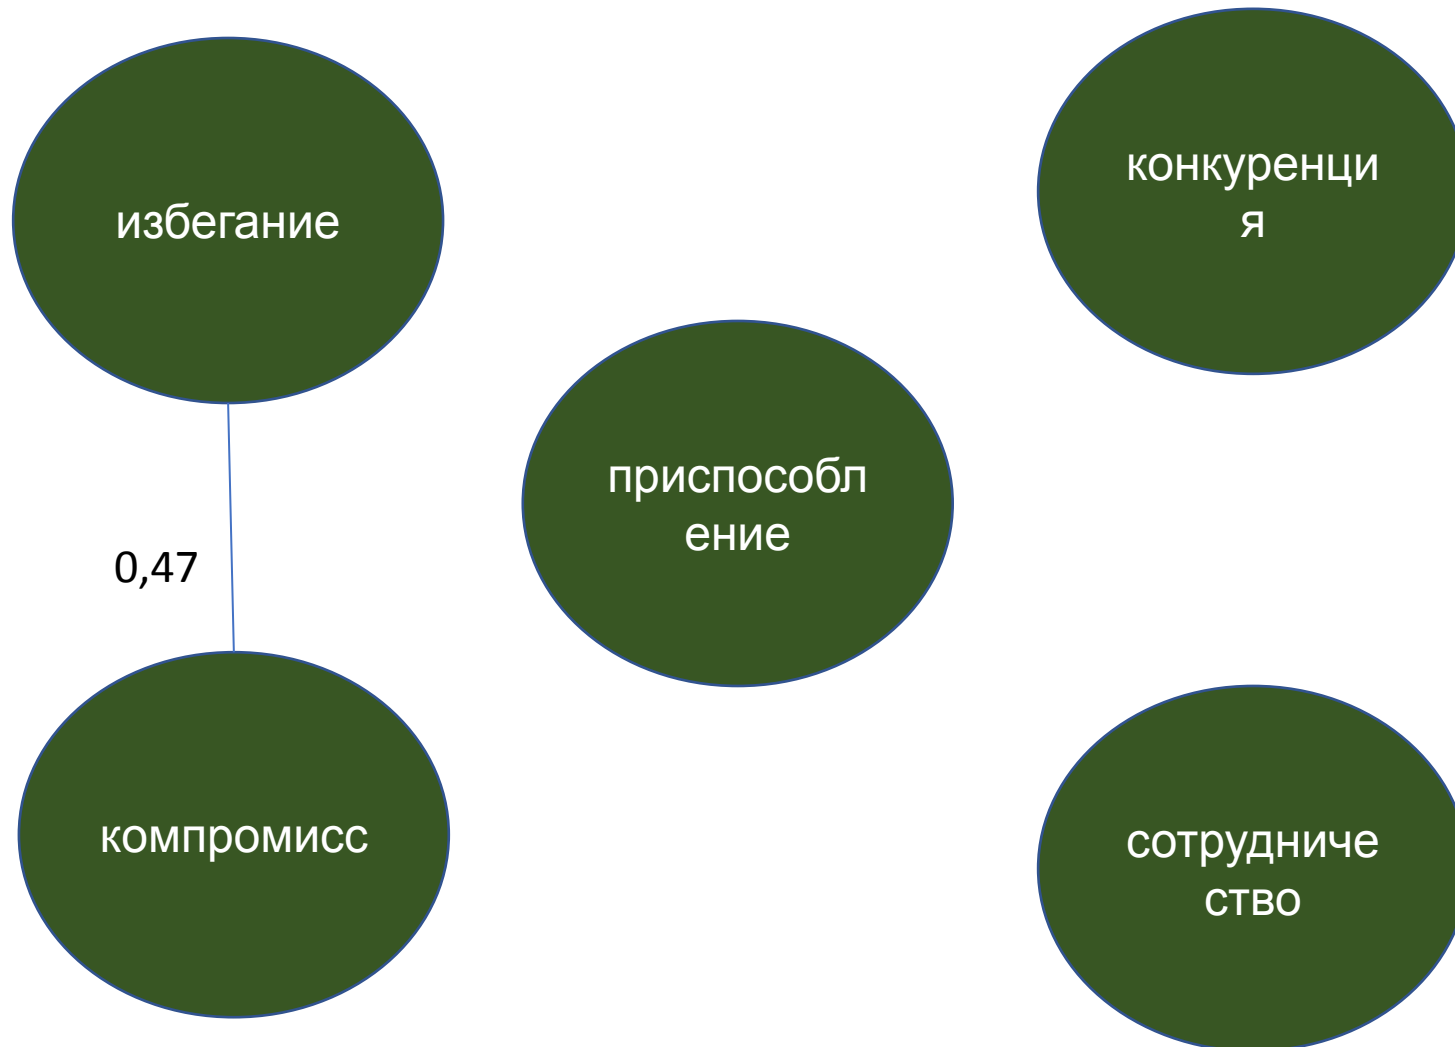 избегание
конкуренци
я
приспособл
ение
0,47
компромисс
сотрудниче
ство